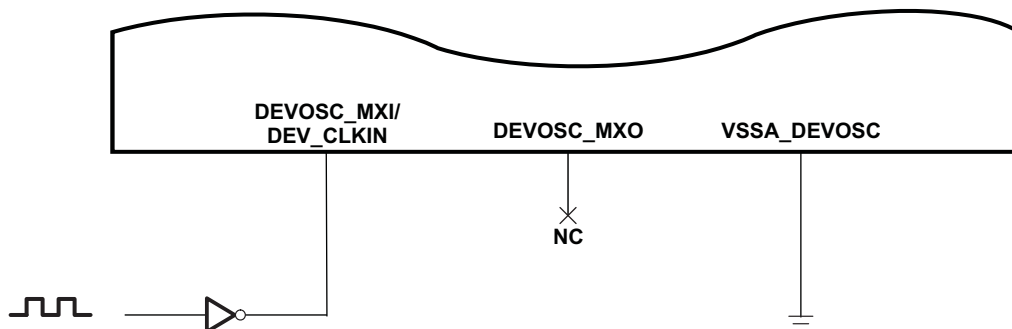 DEVOSC_MXI/
DEV_CLKIN
DEVOSC_MXO
VSSA_DEVOSC
NC